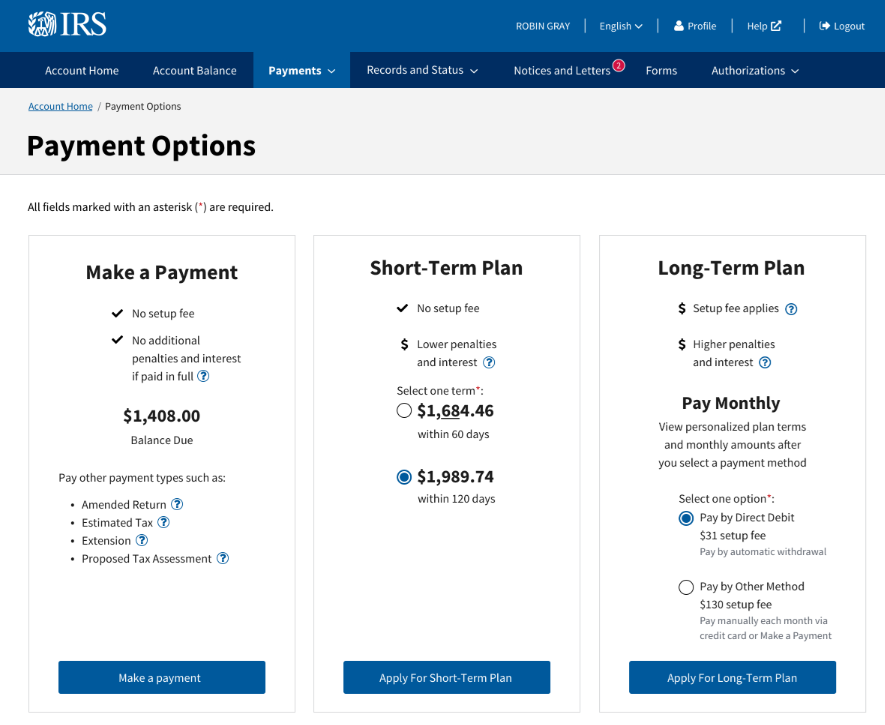 IRS
ROBIN GRAY
English
Profile
Help
Logout
Account Home
Account Balance
Payments
Records and Status
Notices and Letters 2
Forms
Authorizations
Account Home / Payment Options
Payment Options
All fields marked with an asterisk (*) are required.
Make a Payment
No setup fee
No additional
penalties and interest
if paid in full ?
$1,408.00
Balance Due
Pay other payment types such as:
• Amended Return ?
• Estimated Tax ?
• Extension ?
• Proposed Tax Assessment ?
Make a payment
Short-Term Plan
No setup fee
$ Lower penalties
and interest ?
Select one term*:
$1,684.46
within 60 days
$1,989.74
within 120 days
Apply For Short-Term Plan
Long-Term Plan
$ Setup fee applies ?
$ Higher penalties
and interest ?
Pay Monthly
View personalized plan terms
and monthly amounts after
you select a payment method
Select one option*:
Pay by Direct Debit
$31 setup fee
Pay by automatic withdrawal
Pay by Other Method
$130 setup fee
Pay manually each month via
credit card or Make a Payment
Apply For Long-Term Plan